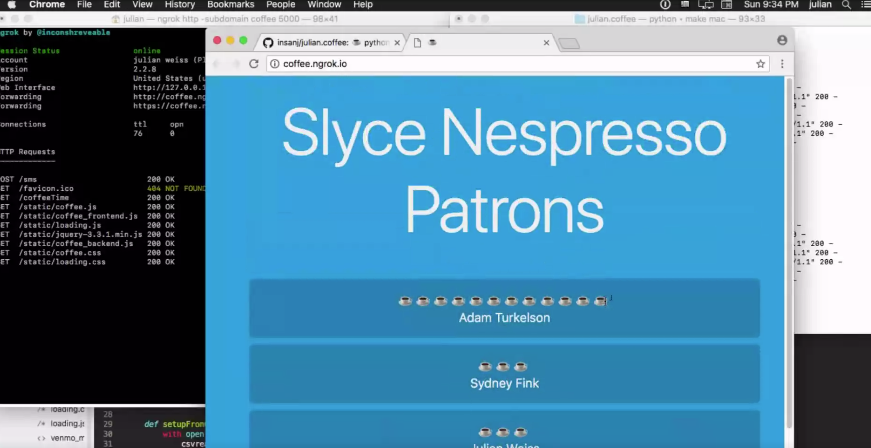 Chrome File Edit View History Bookmarks People Window Help Sun 9:34 PM julian
julian — ngrok http -subdomain coffee 5000 — 98×41
julian.coffee — python • make mac — 93×33
ngrok by @inconshreveable
insanj/julian.coffee: ☕ python
coffee.ngrok.io
ession Status online
ccount julian weiss (Pl
ersion 2.2.8
egion United States (u
eb Interface http://127.0.0.1
orwarding http://coffee.ng
orwarding https://coffee.
onnections ttl opn
76 0
TTP Requests
OST /sms 200 OK
ET /favicon.ico 404 NOT FOUND
ET /coffeeTime 200 OK
ET /static/coffee.js 200 OK
ET /static/coffee_frontend.js 200 OK
ET /static/loading.js 200 OK
ET /static/jquery-3.3.1.min.js 200 OK
ET /static/coffee_backend.js 200 OK
ET /static/coffee.css 200 OK
ET /static/loading.css 200 OK
Slyce Nespresso
Patrons
☕☕☕☕☕☕☕☕☕☕☕☕
Adam Turkelson
☕☕☕
Sydney Fink
☕☕☕
Julian Weiss
.1" 200 –
.1" 200 –
/1.1" 200 –
.1" 200 –
.1" 200 –
/1.1" 200 –
/* loading.c
/* loading.js
<> venmo_m
28
29 def setupFron
30 with open
31 csvrea